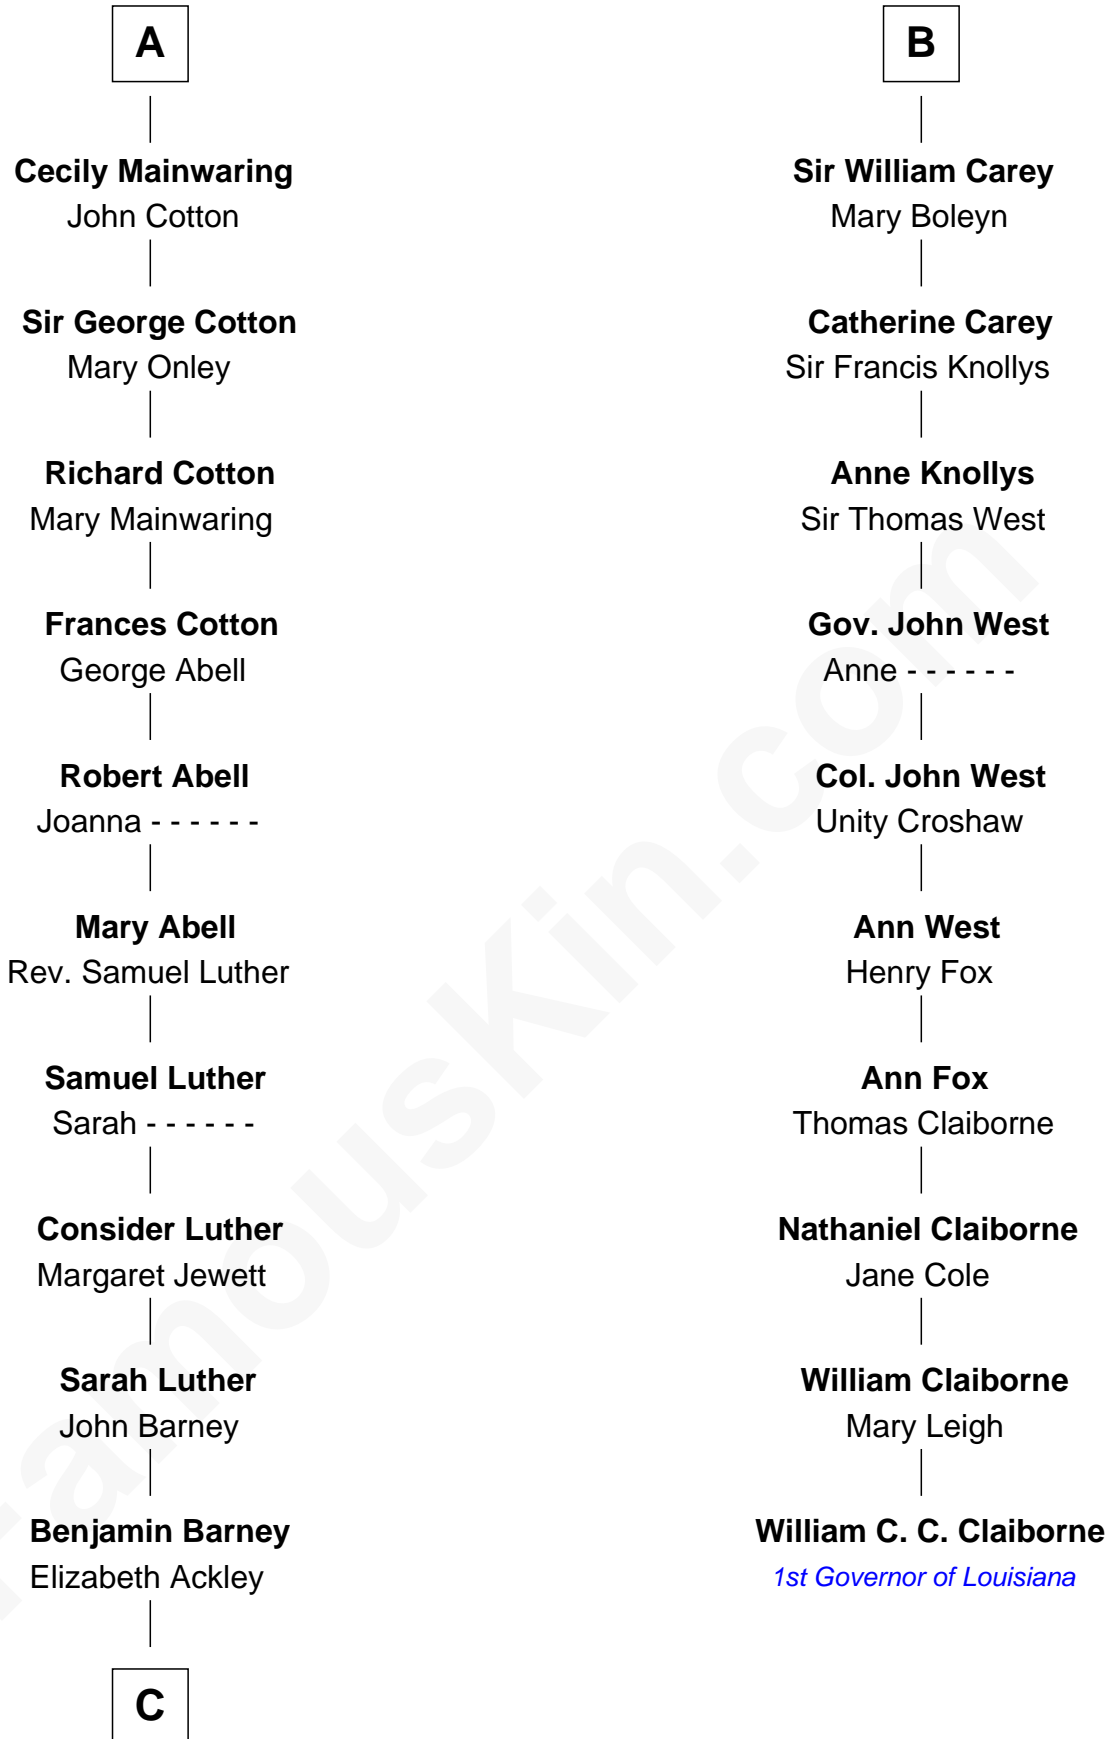 A
Cecily Mainwaring
John Cotton
Sir George Cotton
Mary Onley
Richard Cotton
Mary Mainwaring
Frances Cotton
George Abell
Robert Abell
Joanna - - - - - -
Mary Abell
Rev. Samuel Luther
Samuel Luther
Sarah - - - - - -
Consider Luther
Margaret Jewett
Sarah Luther
John Barney
Benjamin Barney
Elizabeth Ackley
C
B
Sir William Carey
Mary Boleyn
Catherine Carey
Sir Francis Knollys
Anne Knollys
Sir Thomas West
Gov. John West
Anne - - - - - -
Col. John West
Unity Croshaw
Ann West
Henry Fox
Ann Fox
Thomas Claiborne
Nathaniel Claiborne
Jane Cole
William Claiborne
Mary Leigh
William C. C. Claiborne
1st Governor of Louisiana
FamousKin.com